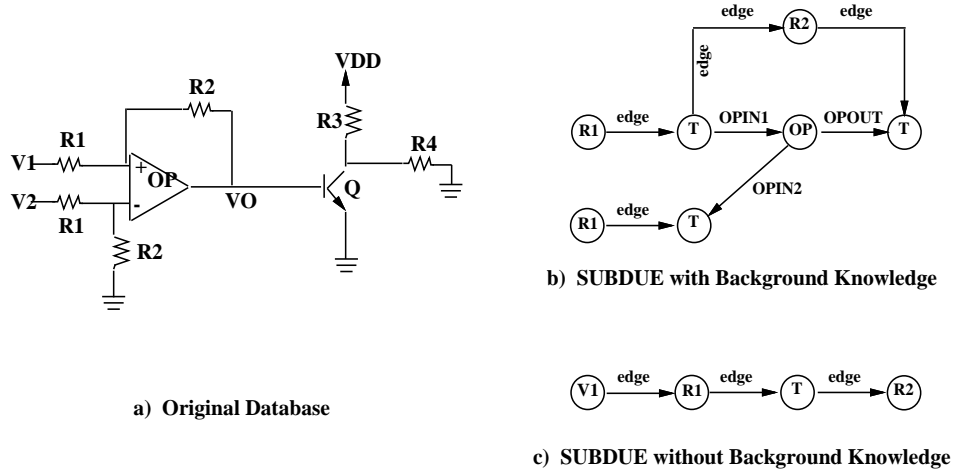 VDD
R2
R3
R1
R4
V1
+
OP
Q
V2
-
VO
R1
R2
a) Original Database
edge
R2
edge
edge
R1
edge
T
OPIN1
OP
OPOUT
T
OPIN2
R1
edge
T
b) SUBDUE with Background Knowledge
V1
edge
R1
edge
T
edge
R2
c) SUBDUE without Background Knowledge